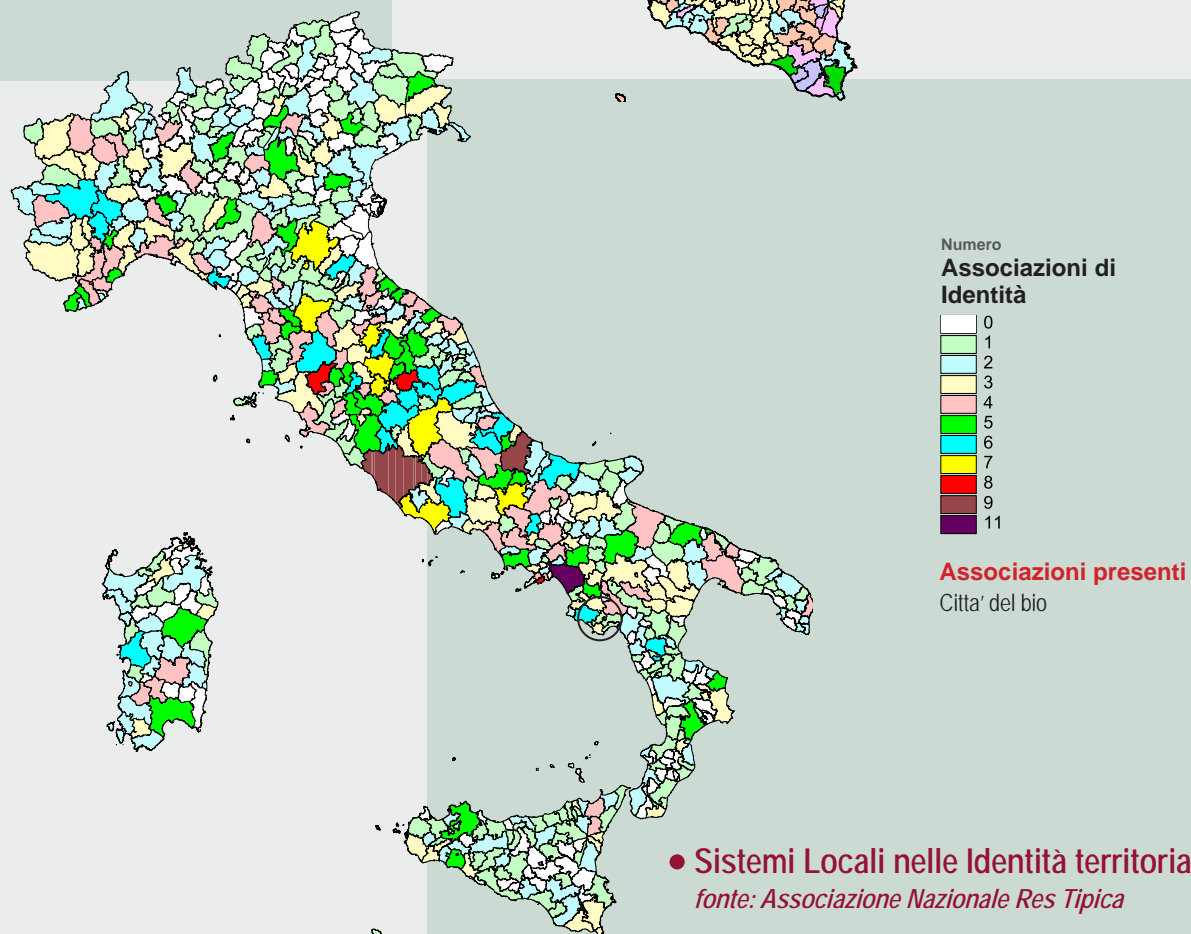 Numero
Associazioni di
Identità
0
1
2
3
4
5
6
7
8
9
11
Associazioni presenti
Citta' del bio
• Sistemi Locali nelle Identità territoria
fonte: Associazione Nazionale Res Tipica